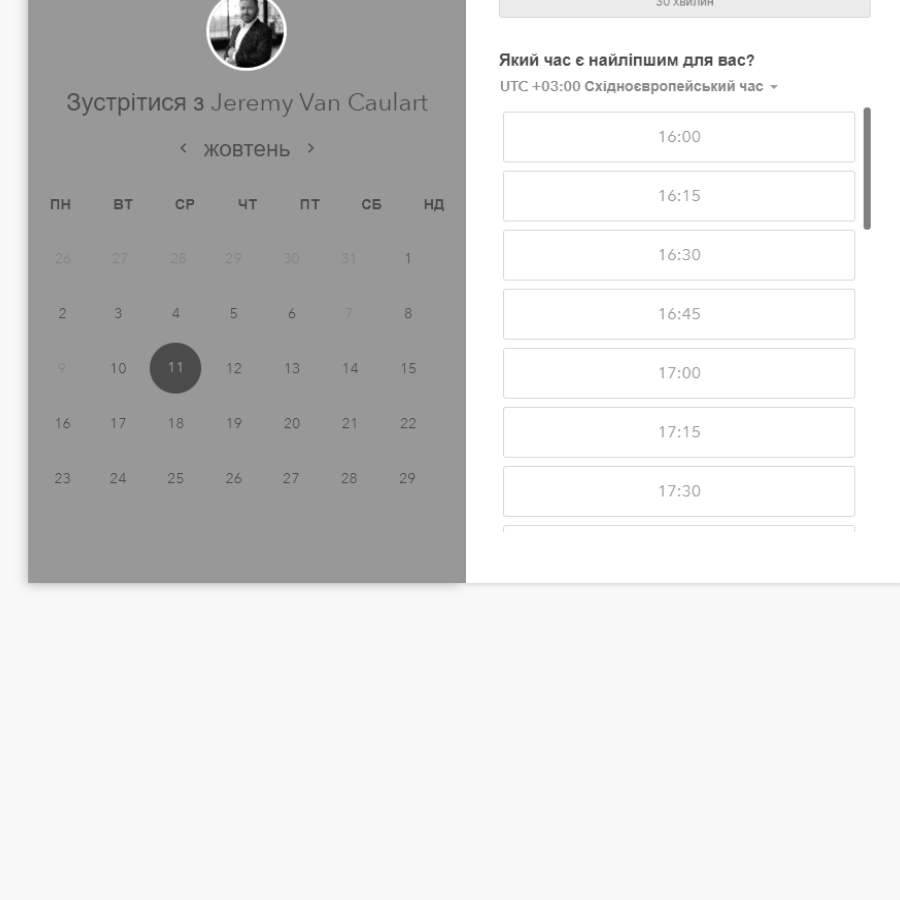 Зустрітися з Jeremy Van Caulart
жовтень
ПН ВТ СР ЧТ ПТ СБ НД
26 27 28 29 30 31 1
2 3 4 5 6 7 8
9 10 11 12 13 14 15
16 17 18 19 20 21 22
23 24 25 26 27 28 29
30 хвилин
Який час є найліпшим для вас?
UTC +03:00 Східноєвропейський час
16:00
16:15
16:30
16:45
17:00
17:15
17:30